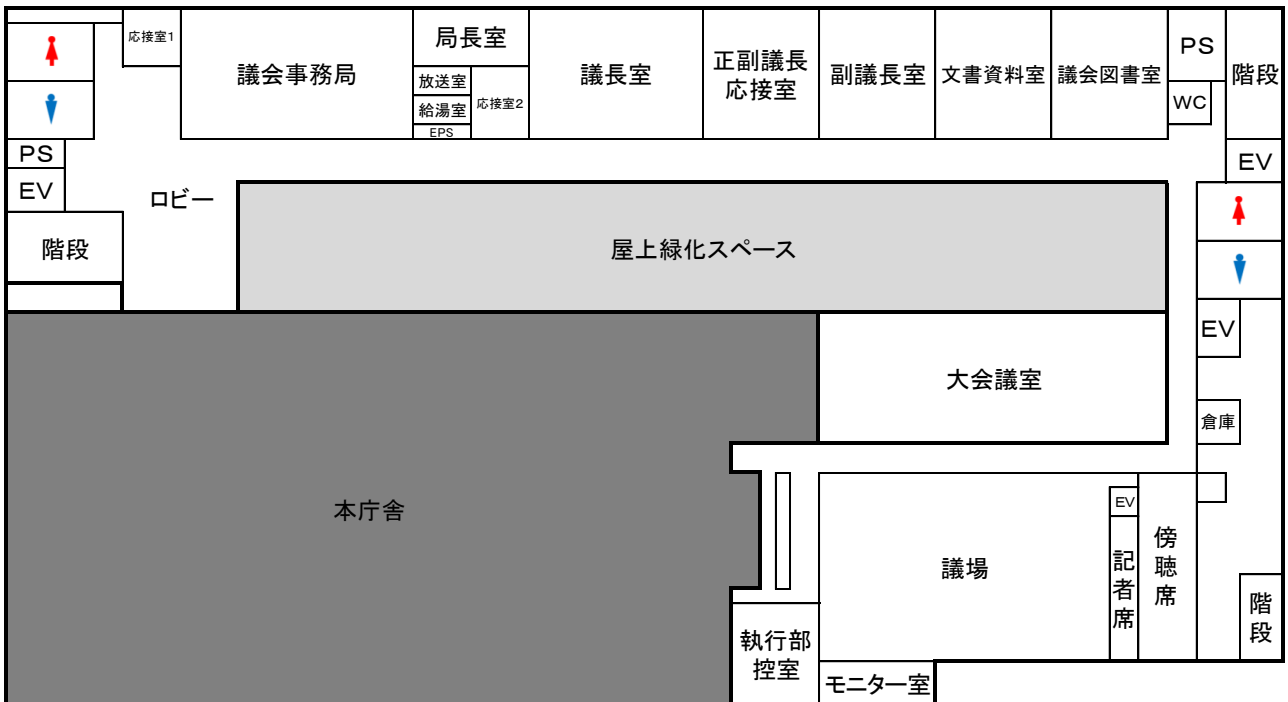 応接室1
議会事務局
局長室
放送室
給湯室
EPS
応接室2
議長室
正副議長
応接室
副議長室
文書資料室
議会図書室
PS
WC
階段
EV
PS
EV
階段
ロビー
屋上緑化スペース
EV
大会議室
倉庫
本庁舎
議場
EV
記者席
傍聴席
階段
執行部
控室
モニター室